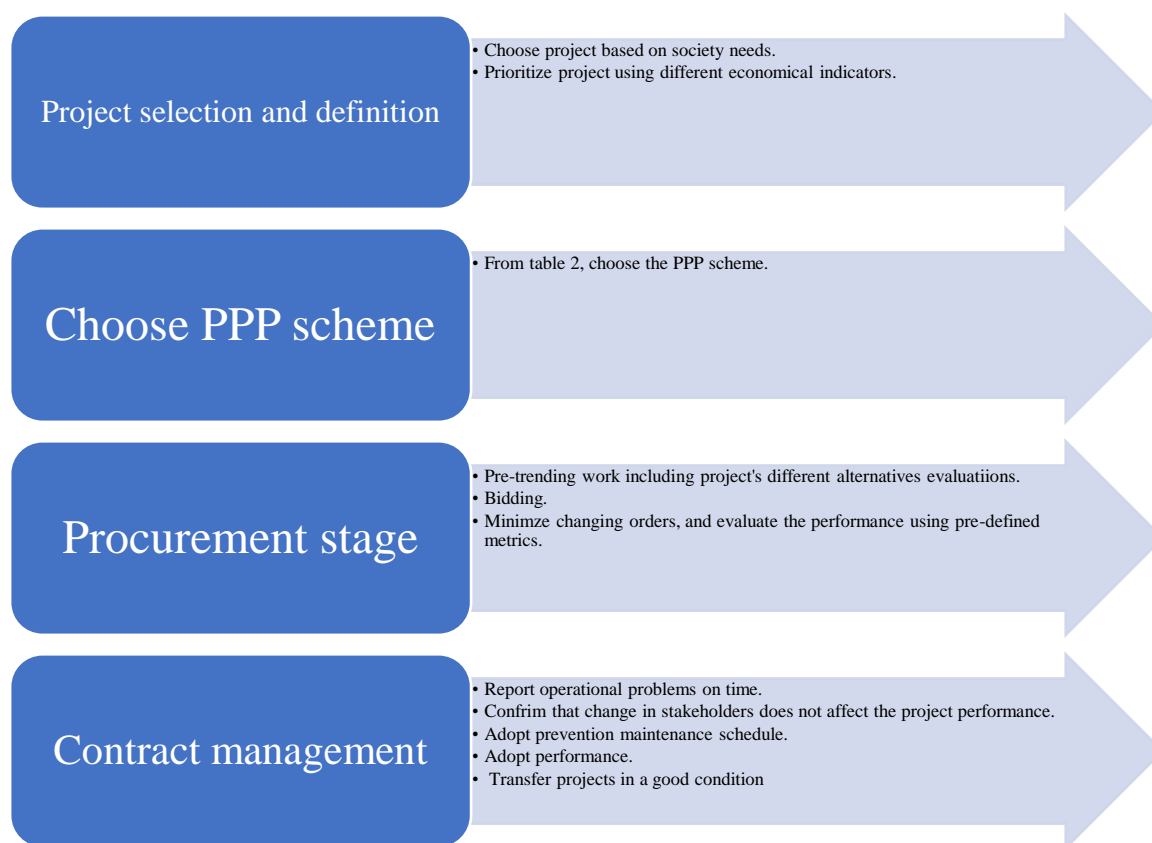 Project selection and definition
• Choose project based on society needs.
• Prioritize project using different economical indicators.
Choose PPP scheme
• From table 2, choose the PPP scheme.
Procurement stage
• Pre-trending work including project's different alternatives evaluatiions.
• Bidding.
• Minimze changing orders, and evaluate the performance using pre-defined
metrics.
Contract management
• Report operational problems on time.
• Confrim that change in stakeholders does not affect the project performance.
• Adopt prevention maintenance schedule.
• Adopt performance.
• Transfer projects in a good condition